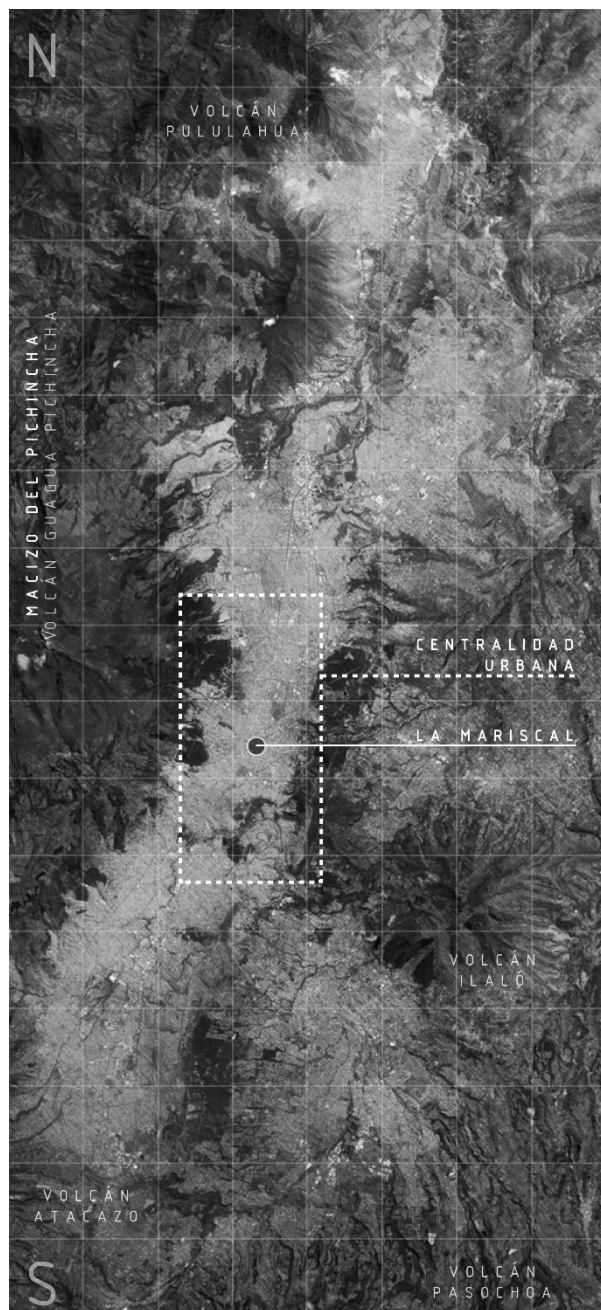 N
VOLCÁN
PULULAHUA
MACIZO DEL PICHINCHA
VOLCÁN GUAGUA PICHINCHA
CENTRALIDAD
URBANA
LA MARISCAL
VOLCÁN
ILALÓ
VOLCÁN
ATACAZO
S
VOLCÁN
PASOCHOA